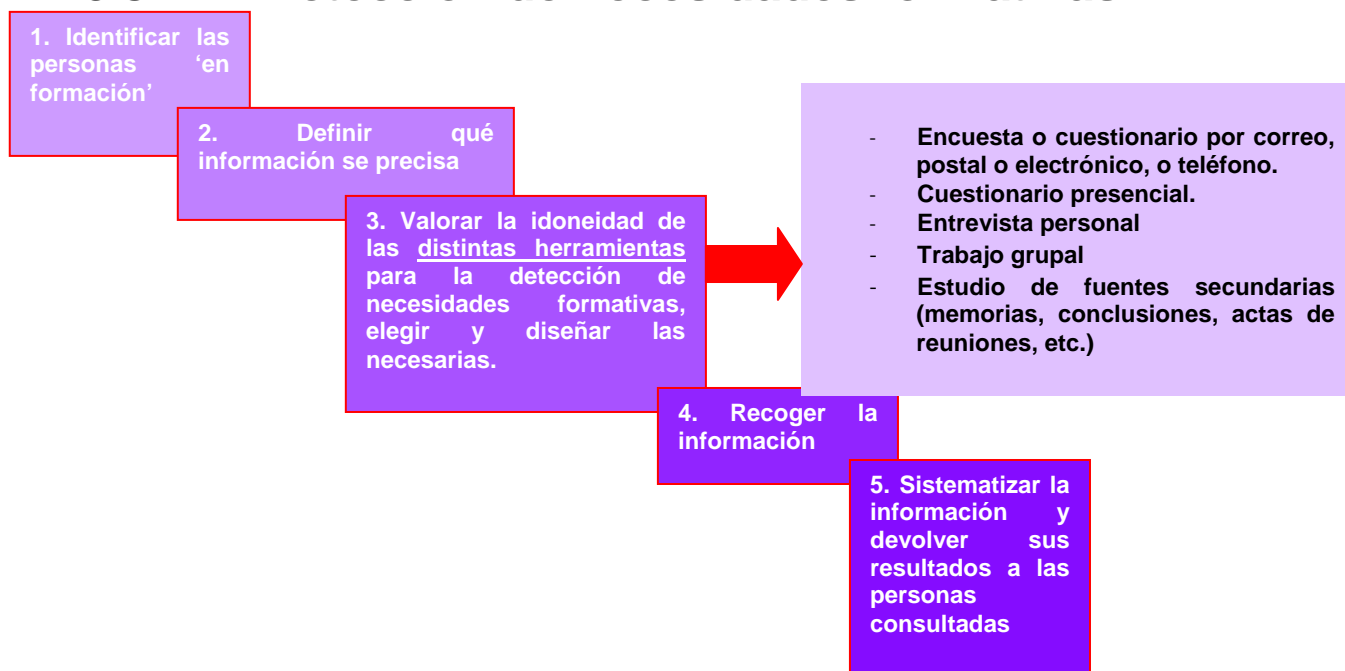 1. Identificar las
personas ‘en
formación’
2. Definir qué
información se precisa
3. Valorar la idoneidad de
las distintas herramientas
para la detección de
necesidades formativas,
elegir y diseñar las
necesarias.
- Encuesta o cuestionario por correo,
postal o electrónico, o teléfono.
- Cuestionario presencial.
- Entrevista personal
- Trabajo grupal
- Estudio de fuentes secundarias
(memorias, conclusiones, actas de
reuniones, etc.)
4. Recoger la
información
5. Sistematizar la
información y
devolver sus
resultados a las
personas
consultadas